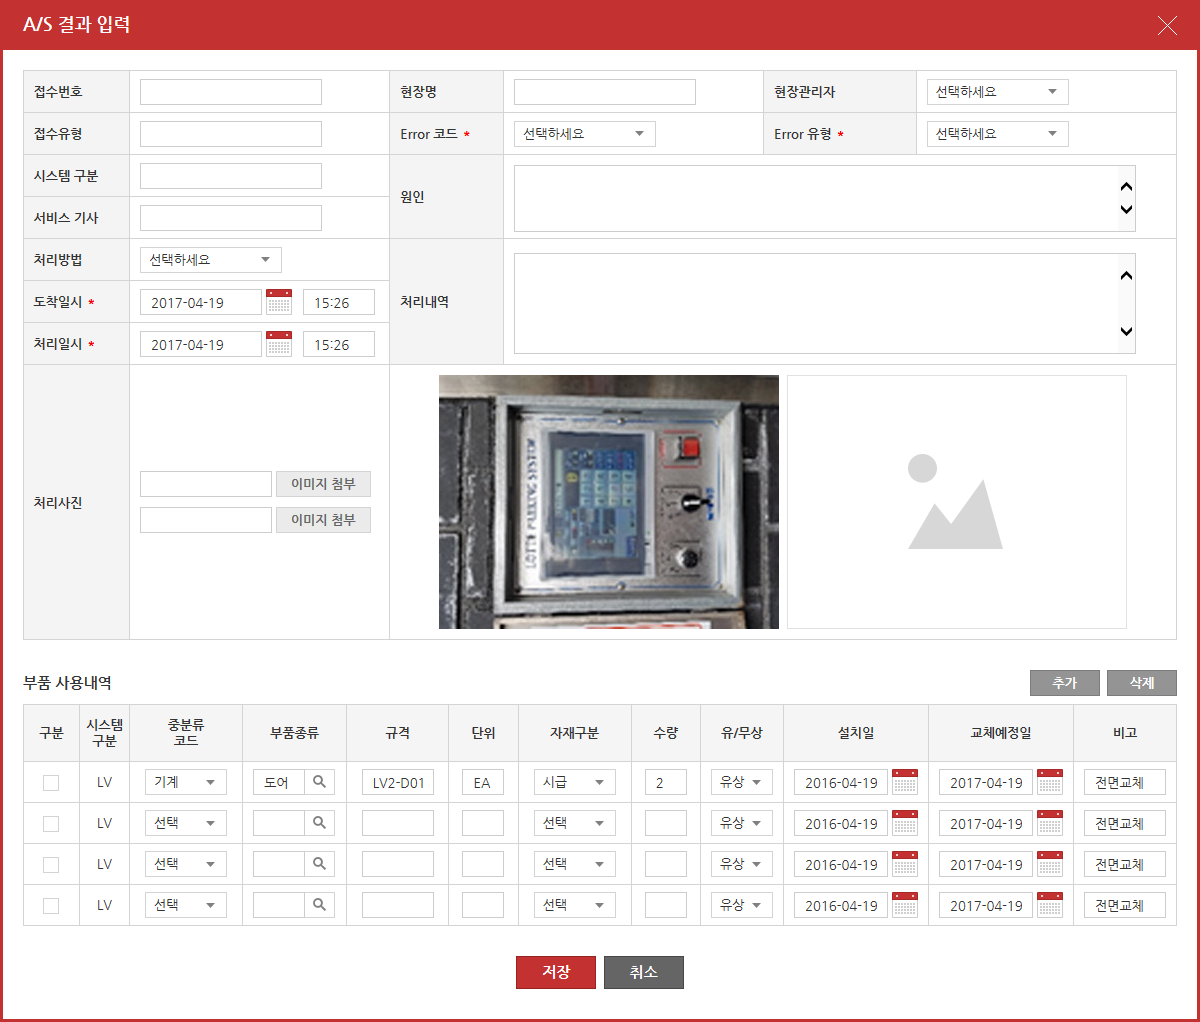 A/S 결과 입력
접수번호 현장명 현장관리자 선택하세요
접수유형 Error 코드 * 선택하세요 Error 유형 * 선택하세요
시스템 구분
원인
서비스 기사
처리방법 선택하세요
도착일시 * 2017-04-19 15:26 처리내역
처리일시 * 2017-04-19 15:26
LOTTE PARKING SYSTEM
처리사진
이미지 첨부
이미지 첨부
부품 사용내역 추가 삭제
구분 시스템 구분 중분류 코드 부품종류 규격 단위 자재구분 수량 유/무상 설치일 교체예정일 비고
LV 기계 도어 LV2-D01 EA 시급 2 유상 2016-04-19 2017-04-19 전면교체
LV 선택 선택 유상 2016-04-19 2017-04-19 전면교체
LV 선택 선택 유상 2016-04-19 2017-04-19 전면교체
LV 선택 선택 유상 2016-04-19 2017-04-19 전면교체
저장 취소